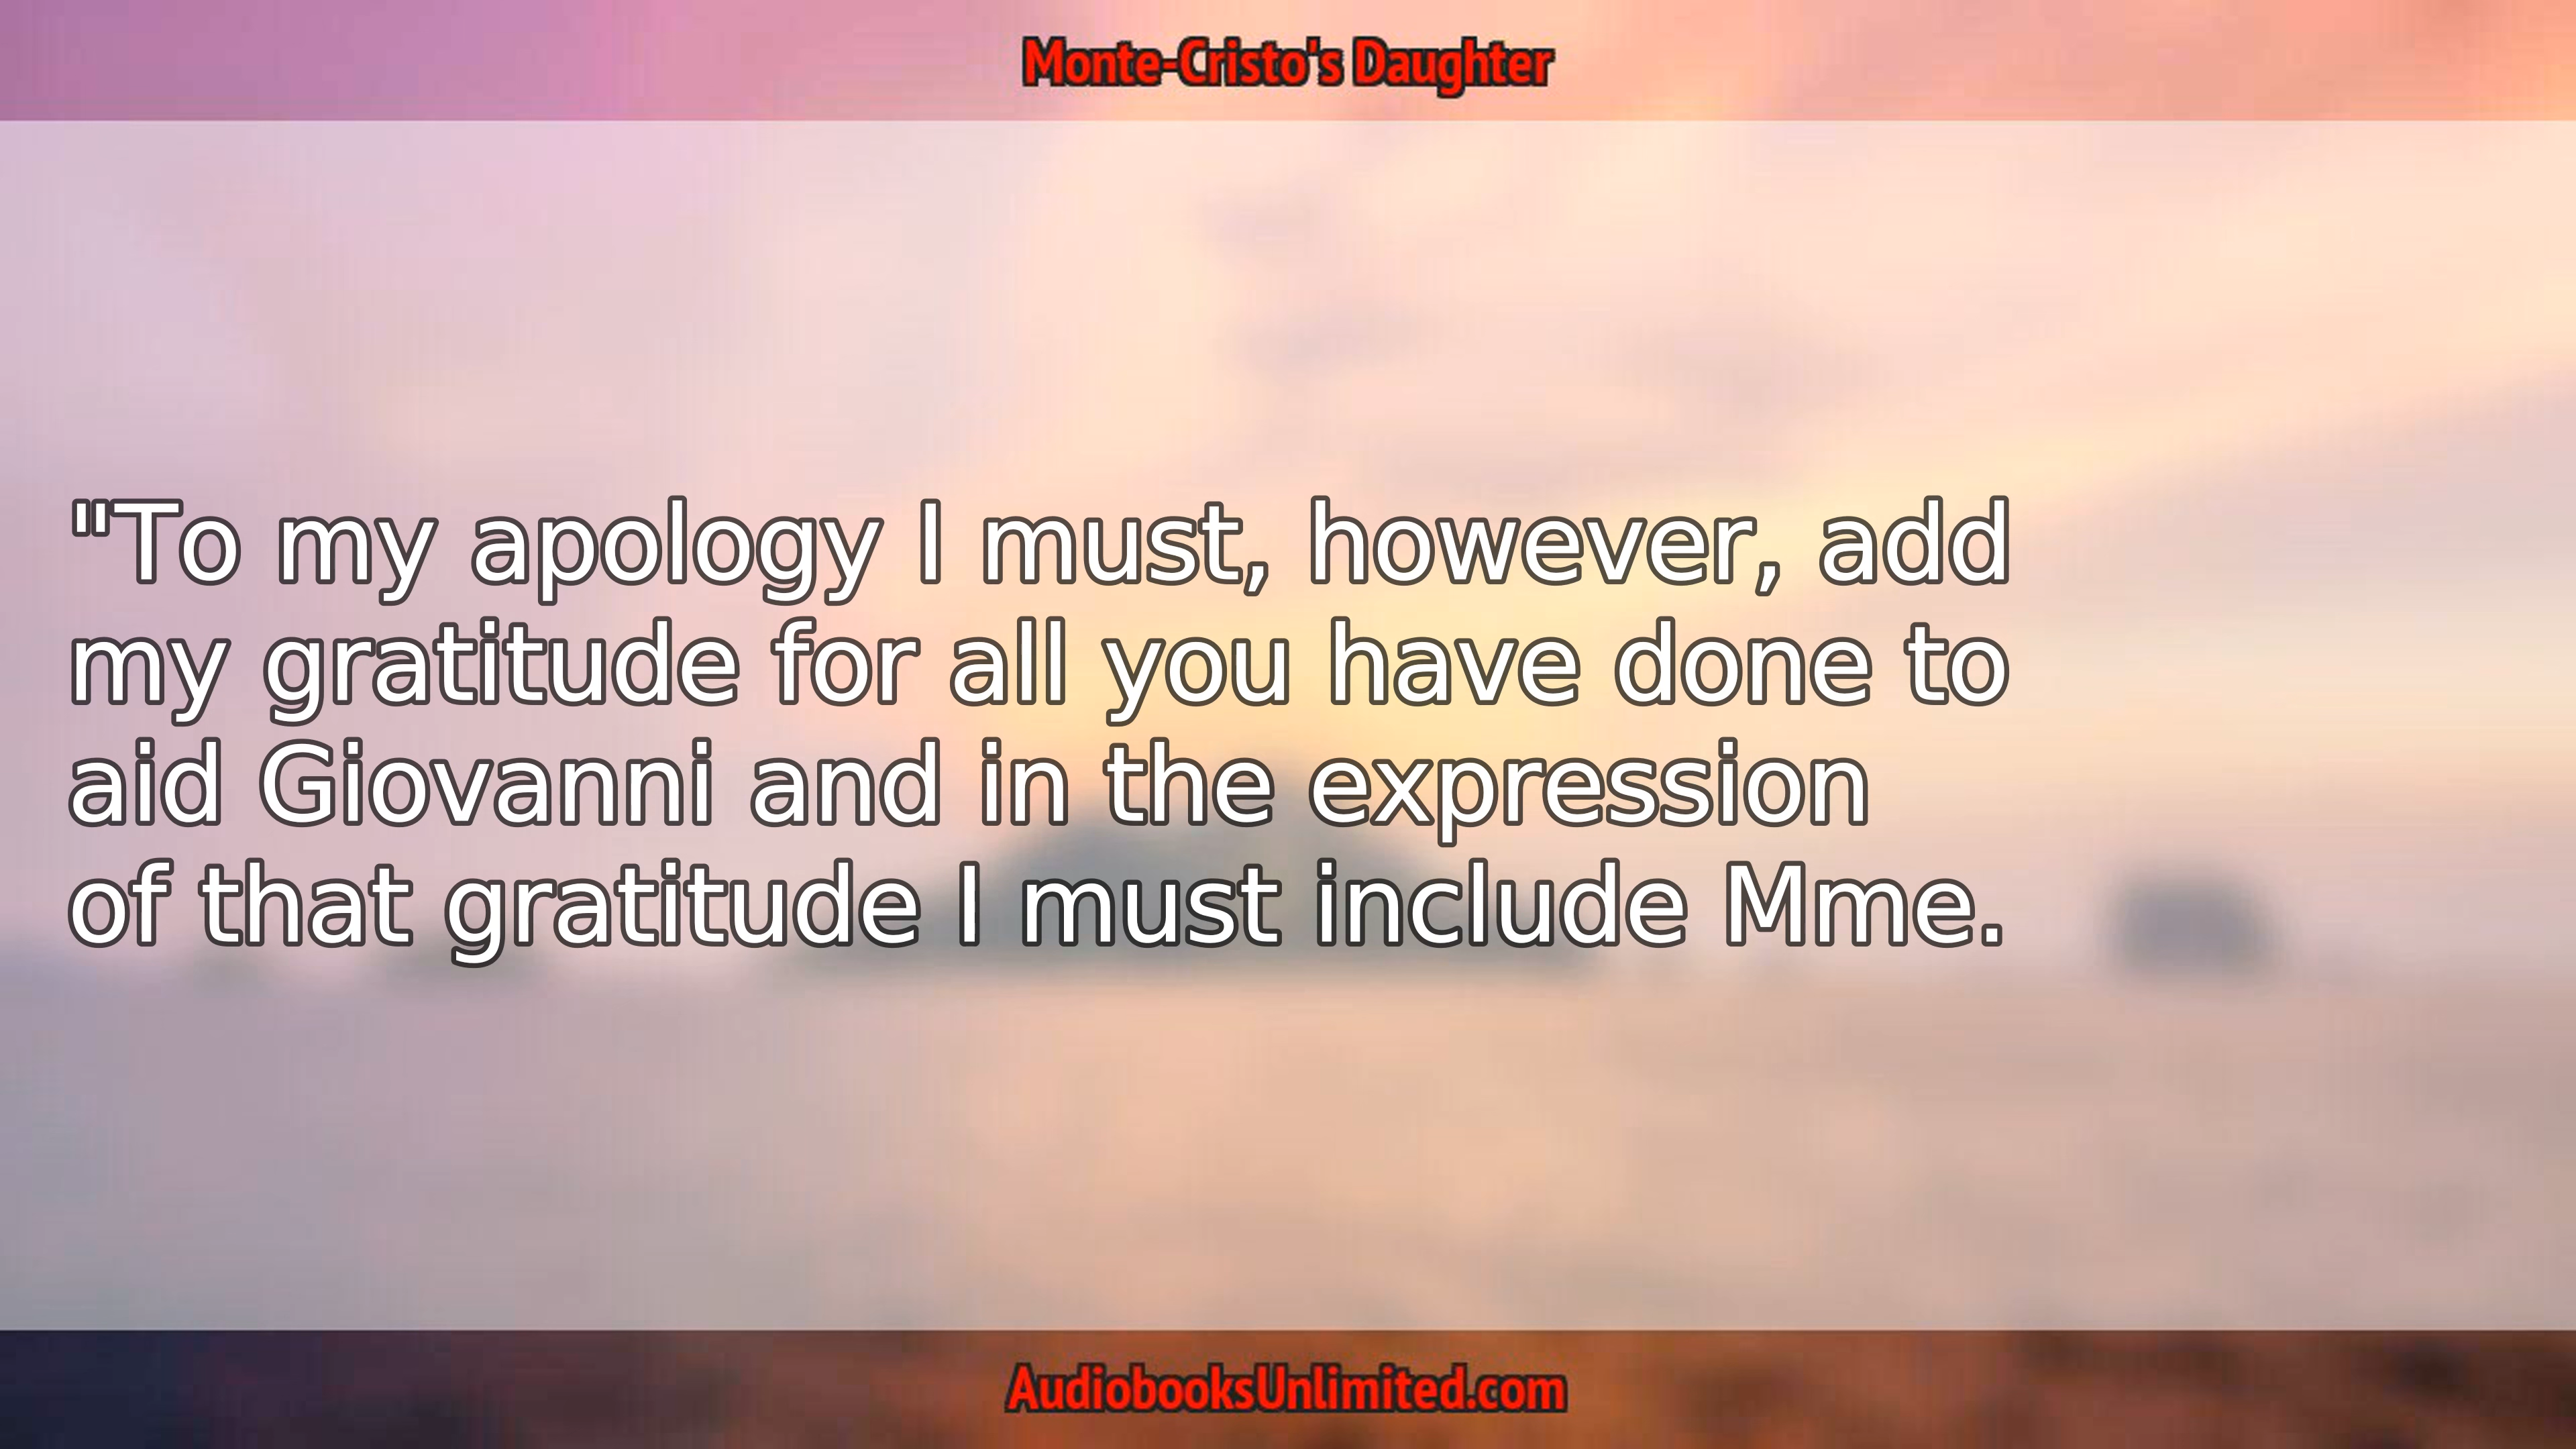 Monte-Cristo's Daughter
"To my apology I must, however, add
my gratitude for all you have done to
aid Giovanni and in the expression
of that gratitude I must include Mme.
AudiobooksUnlimited.com